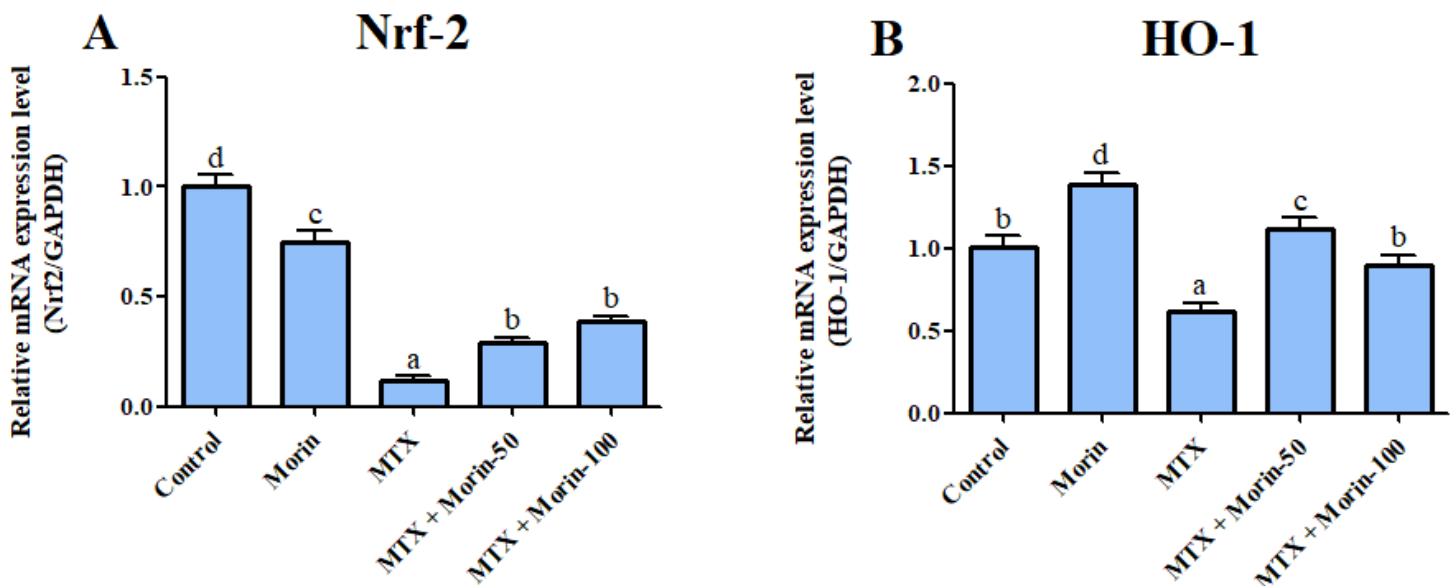 A
Nrf-2
Relative mRNA expression level
(Nrf2/GAPDH)
1.5
1.0
0.5
0.0
d
c
a
b
b
Control
Morin
MTX
MTX + Morin-50
MTX + Morin-100
B
HO-1
Relative mRNA expression level
(HO-1/GAPDH)
2.0
1.5
1.0
0.5
0.0
b
d
a
c
b
Control
Morin
MTX
MTX + Morin-50
MTX + Morin-100